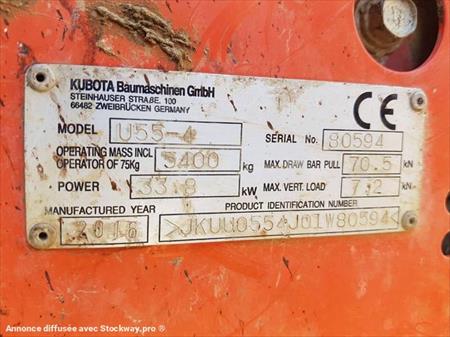 KUBOTA Baumaschinen GmbH
STEINHAUSER STRAßE. 100
66482 ZWEIBRÜCKEN GERMANY
CE
MODEL U55-4 SERIAL No. 80594
OPERATING MASS INCL OPERATOR OF 75Kg 5400 kg MAX. DRAW BAR PULL 70.5 kN
POWER 33.8 kW MAX. VERT. LOAD 7.2 kN
MANUFACTURED YEAR PRODUCT IDENTIFICATION NUMBER
2016 >JKUU0554J01W80594<
Annonce diffusée avec Stockway.pro ®